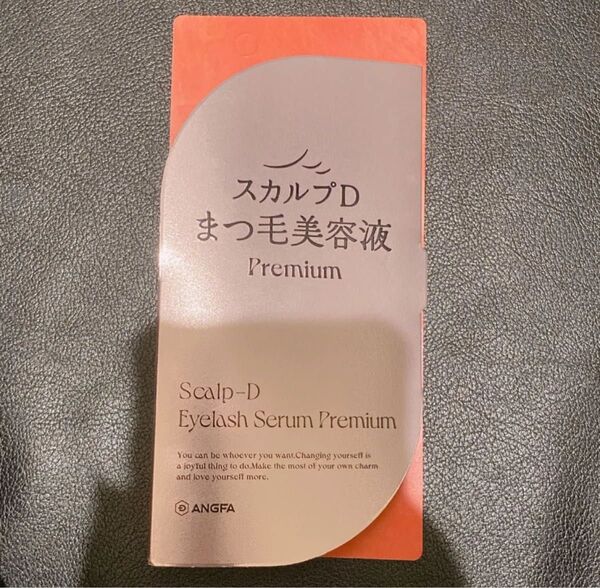 スカルプD
まつ毛美容液
Premium
Scalp-D
Eyelash Serum Premium
You can be whoever you want.Changing yourself is
a joyful thing to do.Make the most of your own charm
and love yourself more.
ANGFA